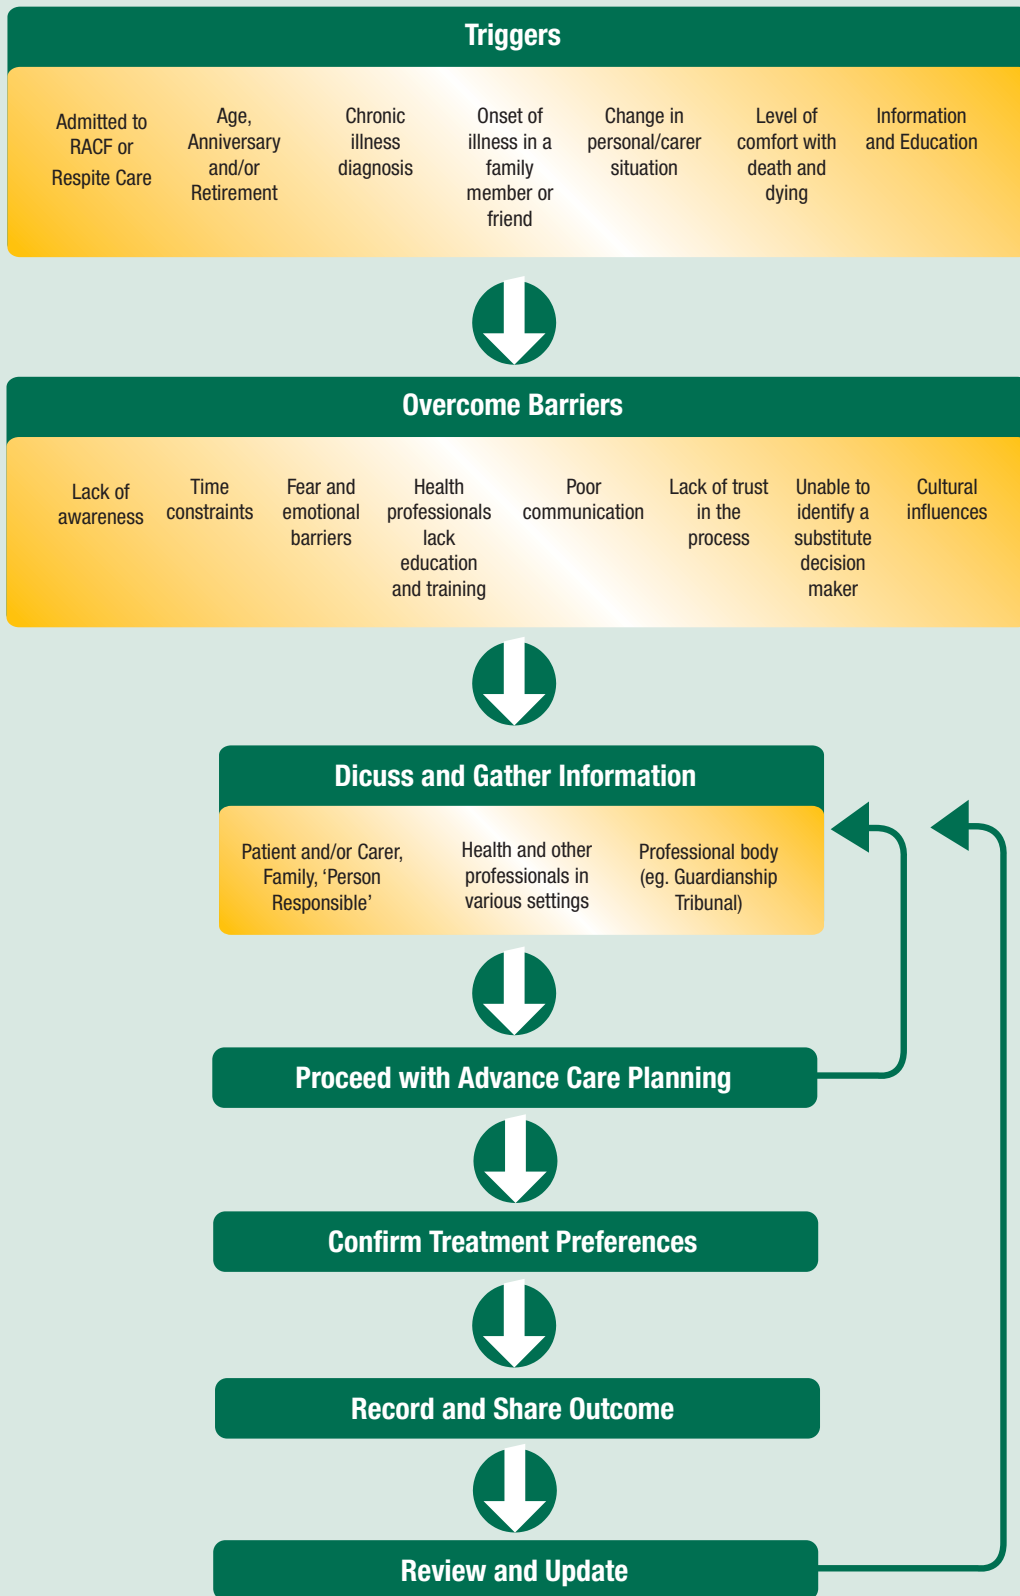 Triggers
Admitted to
RACF or
Respite Care
Age,
Anniversary
and/or
Retirement
Chronic
illness
diagnosis
Onset of
illness in a
family
member or
friend
Change in
personal/carer
situation
Level of
comfort with
death and
dying
Information
and Education
Overcome Barriers
Lack of
awareness
Time
constraints
Fear and
emotional
barriers
Health
professionals
lack
education
and training
Poor
communication
Lack of trust
in the
process
Unable to
identify a
substitute
decision
maker
Cultural
influences
Dicuss and Gather Information
Patient and/or Carer,
Family, ‘Person
Responsible’
Health and other
professionals in
various settings
Professional body
(eg. Guardianship
Tribunal)
Proceed with Advance Care Planning
Confirm Treatment Preferences
Record and Share Outcome
Review and Update